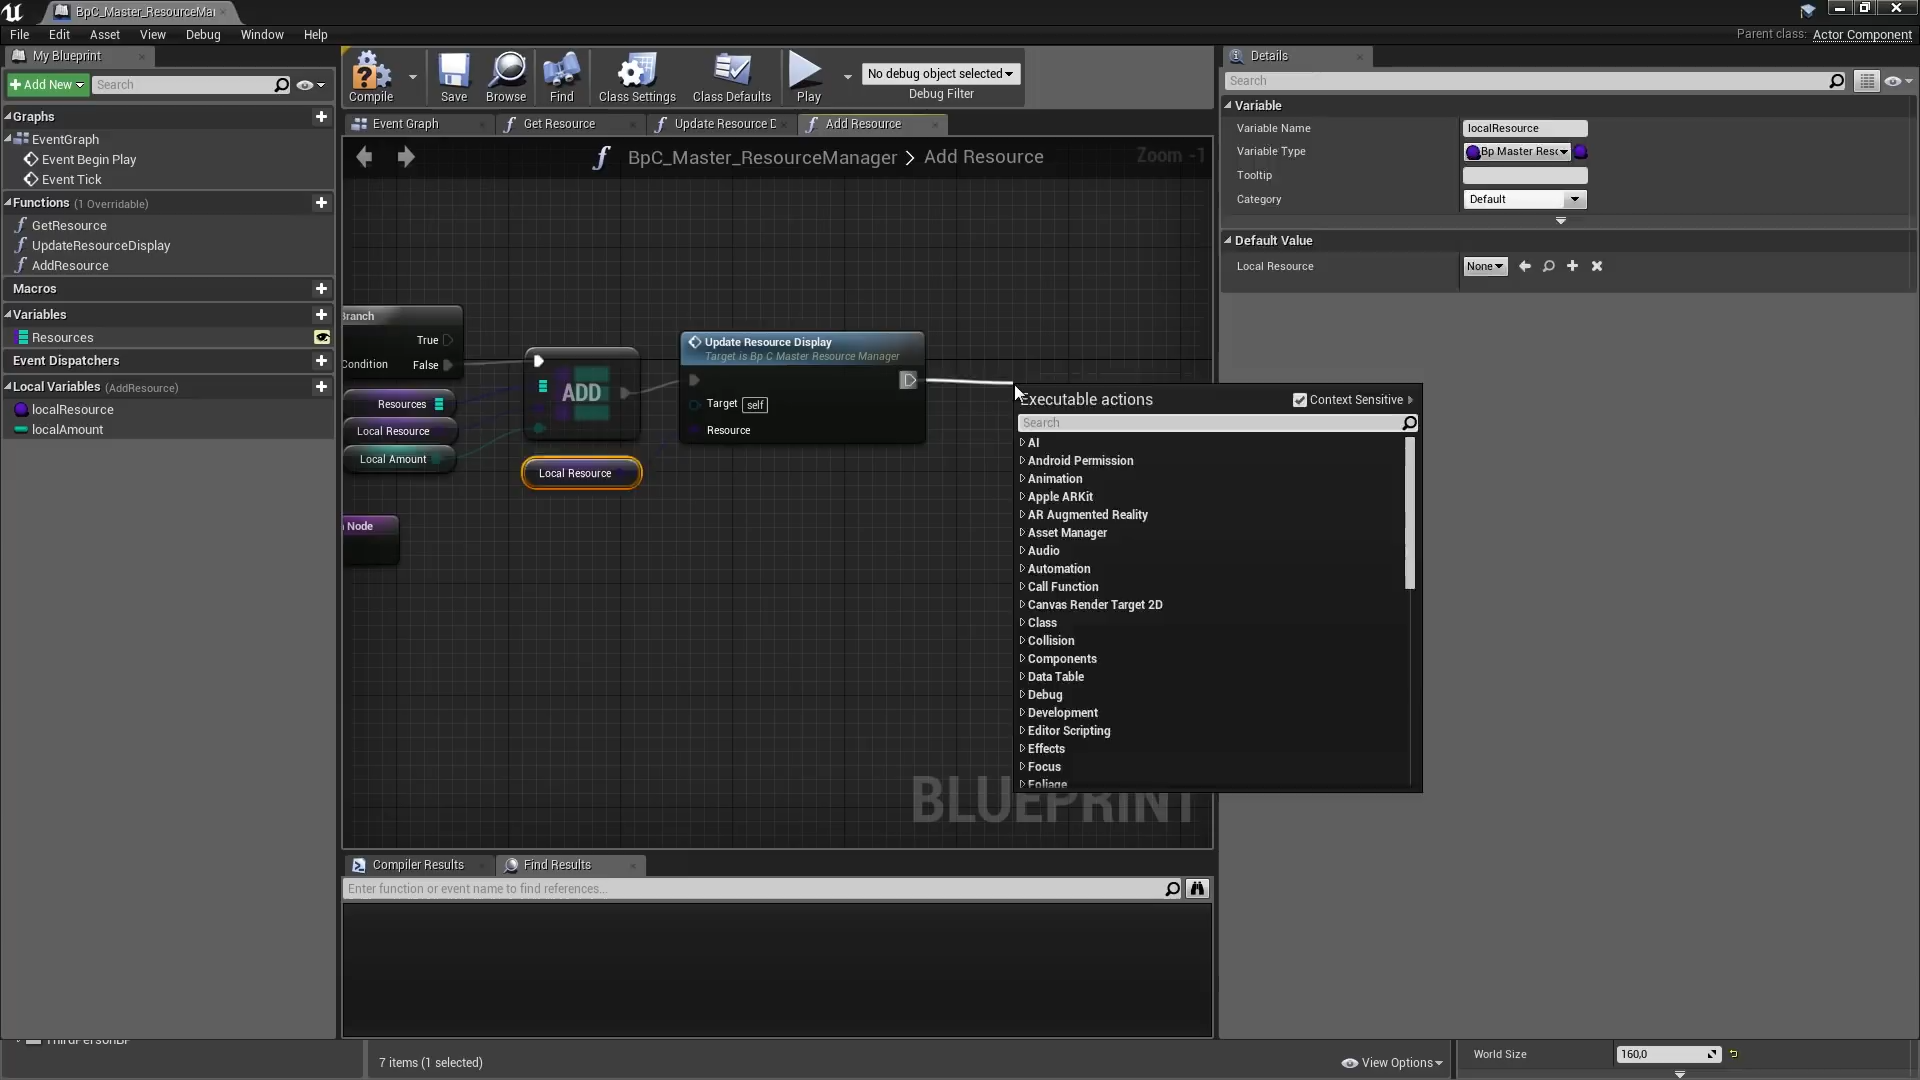 BpC_Master_ResourceMar
File Edit Asset View Debug Window Help
Parent class: Actor Component
My Blueprint
Add New
Search
Graphs
EventGraph
Event Begin Play
Event Tick
Functions (1 Overridable)
GetResource
UpdateResourceDisplay
AddResource
Macros
Variables
Resources
Event Dispatchers
Local Variables (AddResource)
localResource
localAmount
ThirdPersonBP
Compile
Save
Browse
Find
Class Settings
Class Defaults
Play
No debug object selected
Debug Filter
Event Graph
Get Resource
Update Resource D
Add Resource
BpC_Master_ResourceManager > Add Resource
Zoom -1
Branch
True
Condition
False
Resources
Local Resource
Local Amount
Node
ADD
Local Resource
Update Resource Display
Target is Bp C Master Resource Manager
Target self
Resource
Executable actions
Context Sensitive
Search
AI
Android Permission
Animation
Apple ARKit
AR Augmented Reality
Asset Manager
Audio
Automation
Call Function
Canvas Render Target 2D
Class
Collision
Components
Data Table
Debug
Development
Editor Scripting
Effects
Focus
Foliage
BLUEPRINT
Compiler Results
Find Results
Enter function or event name to find references...
7 items (1 selected)
View Options
Details
Search
Variable
Variable Name localResource
Variable Type Bp Master Resc
Tooltip
Category Default
Default Value
Local Resource None
World Size 160,0